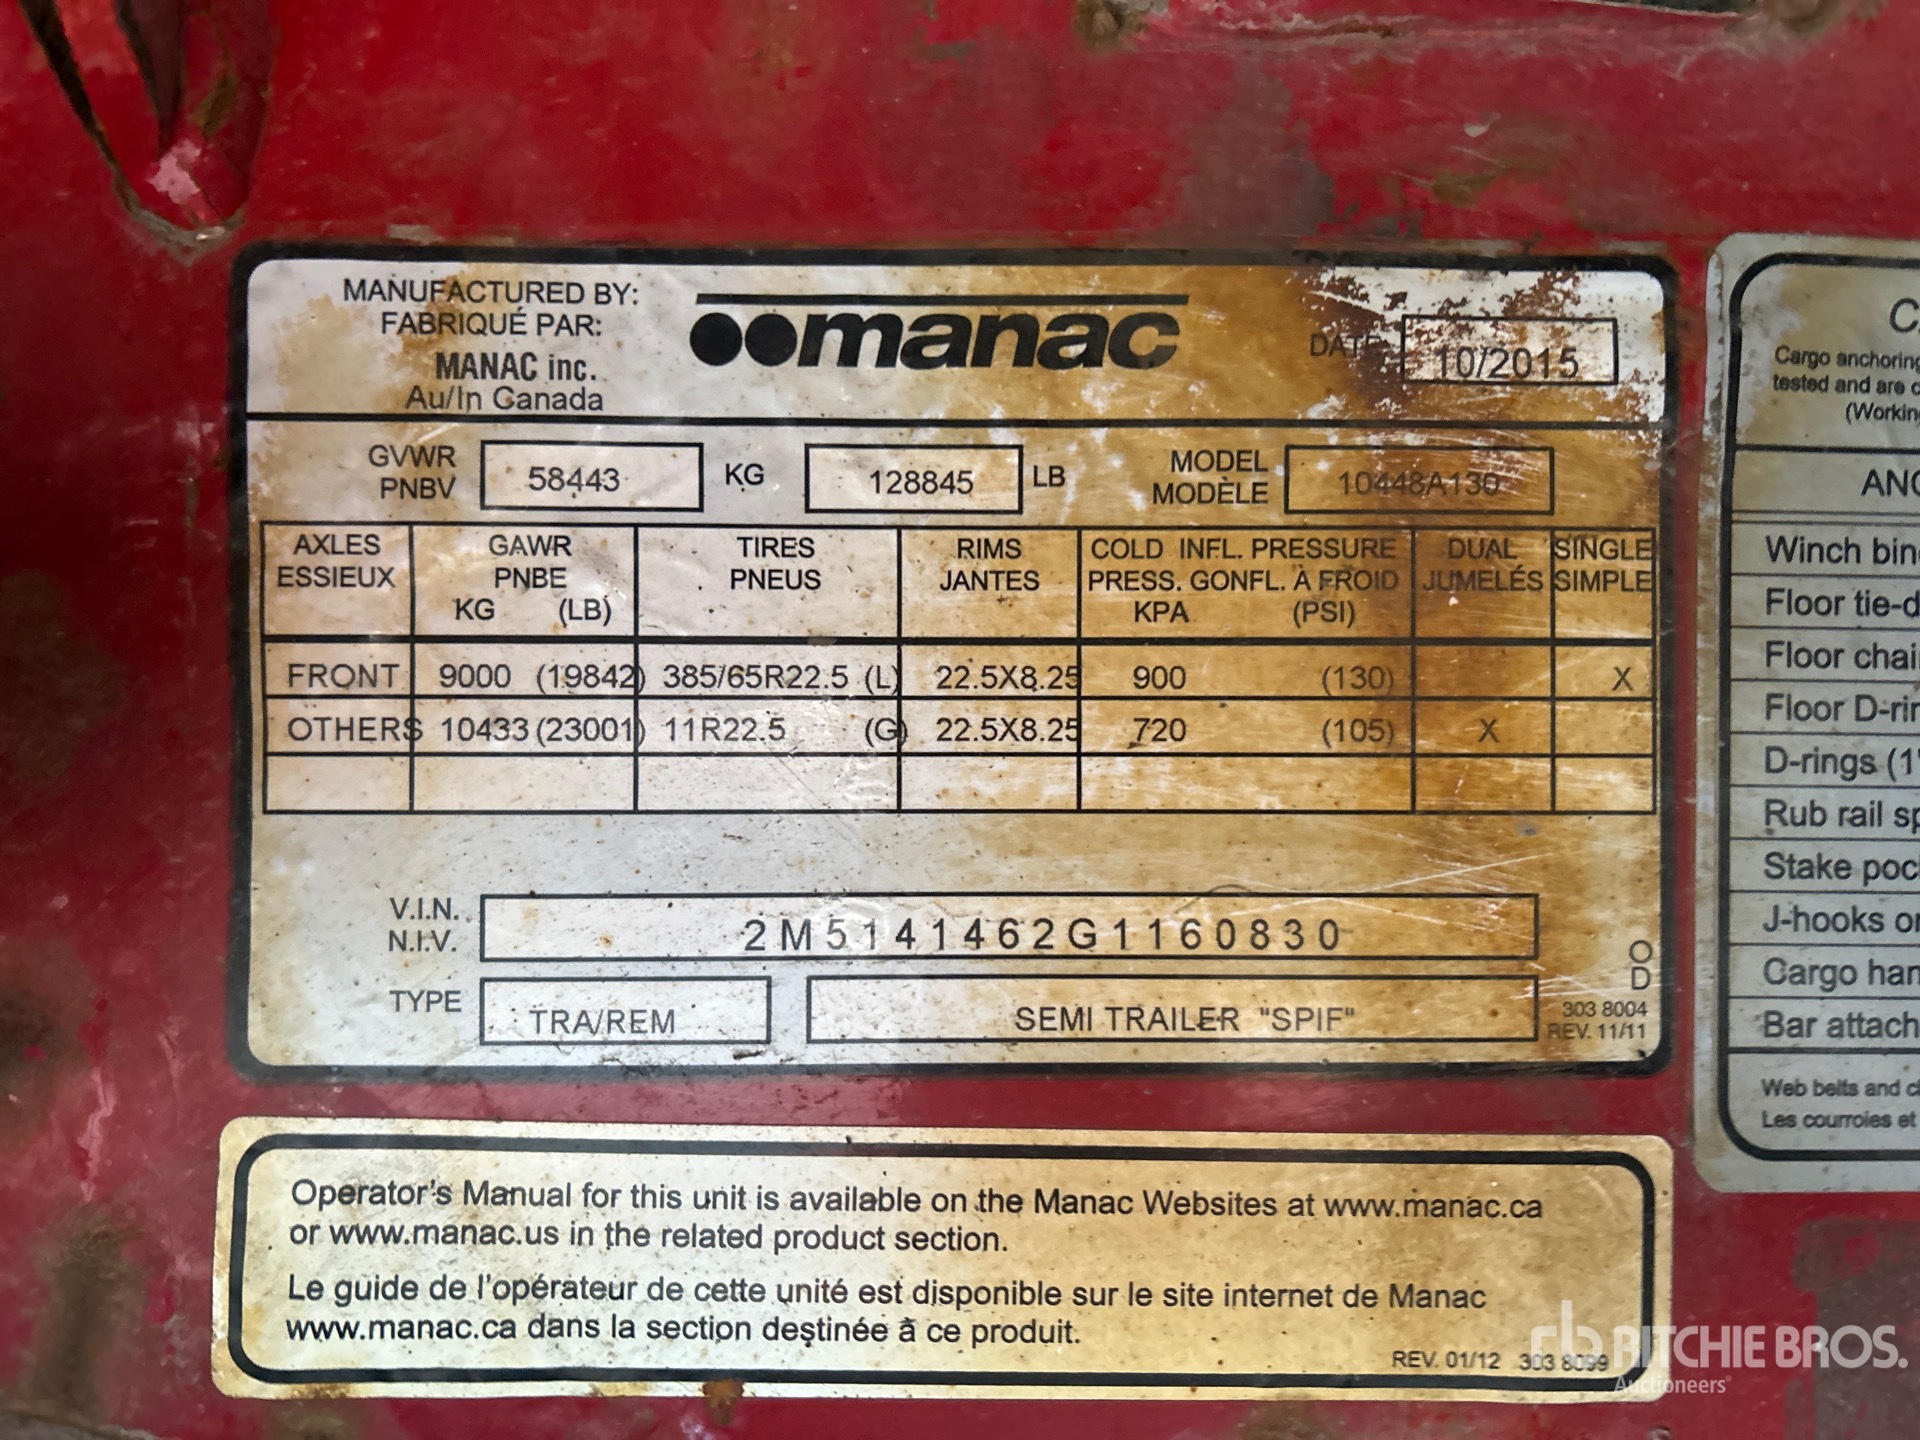 MANUFACTURED BY:
FABRIQUÉ PAR:
MANAC inc.
Au/In Canada
manac
DATE 10/2015
GVWR
PNBV
58443 KG 128845 LB
MODEL
MODÈLE
10448A130
AXLES
ESSIEUX
GAWR
PNBE
KG (LB)
TIRES
PNEUS
RIMS
JANTES
COLD INFL. PRESSURE
PRESS. GONFL. À FROID
KPA (PSI)
DUAL
JUMELÉS
SINGLE
SIMPLE
FRONT 9000 (19842) 385/65R22.5 (L) 22.5X8.25 900 (130) X
OTHERS 10433 (23001) 11R22.5 (G) 22.5X8.25 720 (105) X
V.I.N.
N.I.V.
2M5141462G1160830
TYPE TRA/REM SEMI TRAILER "SPIF"
O
D
303 8004
REV. 11/11
Operator's Manual for this unit is available on the Manac Websites at www.manac.ca
or www.manac.us in the related product section.
Le guide de l'opérateur de cette unité est disponible sur le site internet de Manac
www.manac.ca dans la section destinée à ce produit.
REV. 01/12 303 8099
C
Cargo anchoring
tested and are c
(Workin
ANC
Winch bin
Floor tie-d
Floor chai
Floor D-rin
D-rings (1"
Rub rail sp
Stake poc
J-hooks or
Cargo han
Bar attach
Web belts and c
Les courroies et
rb RITCHIE BROS.
Auctioneers